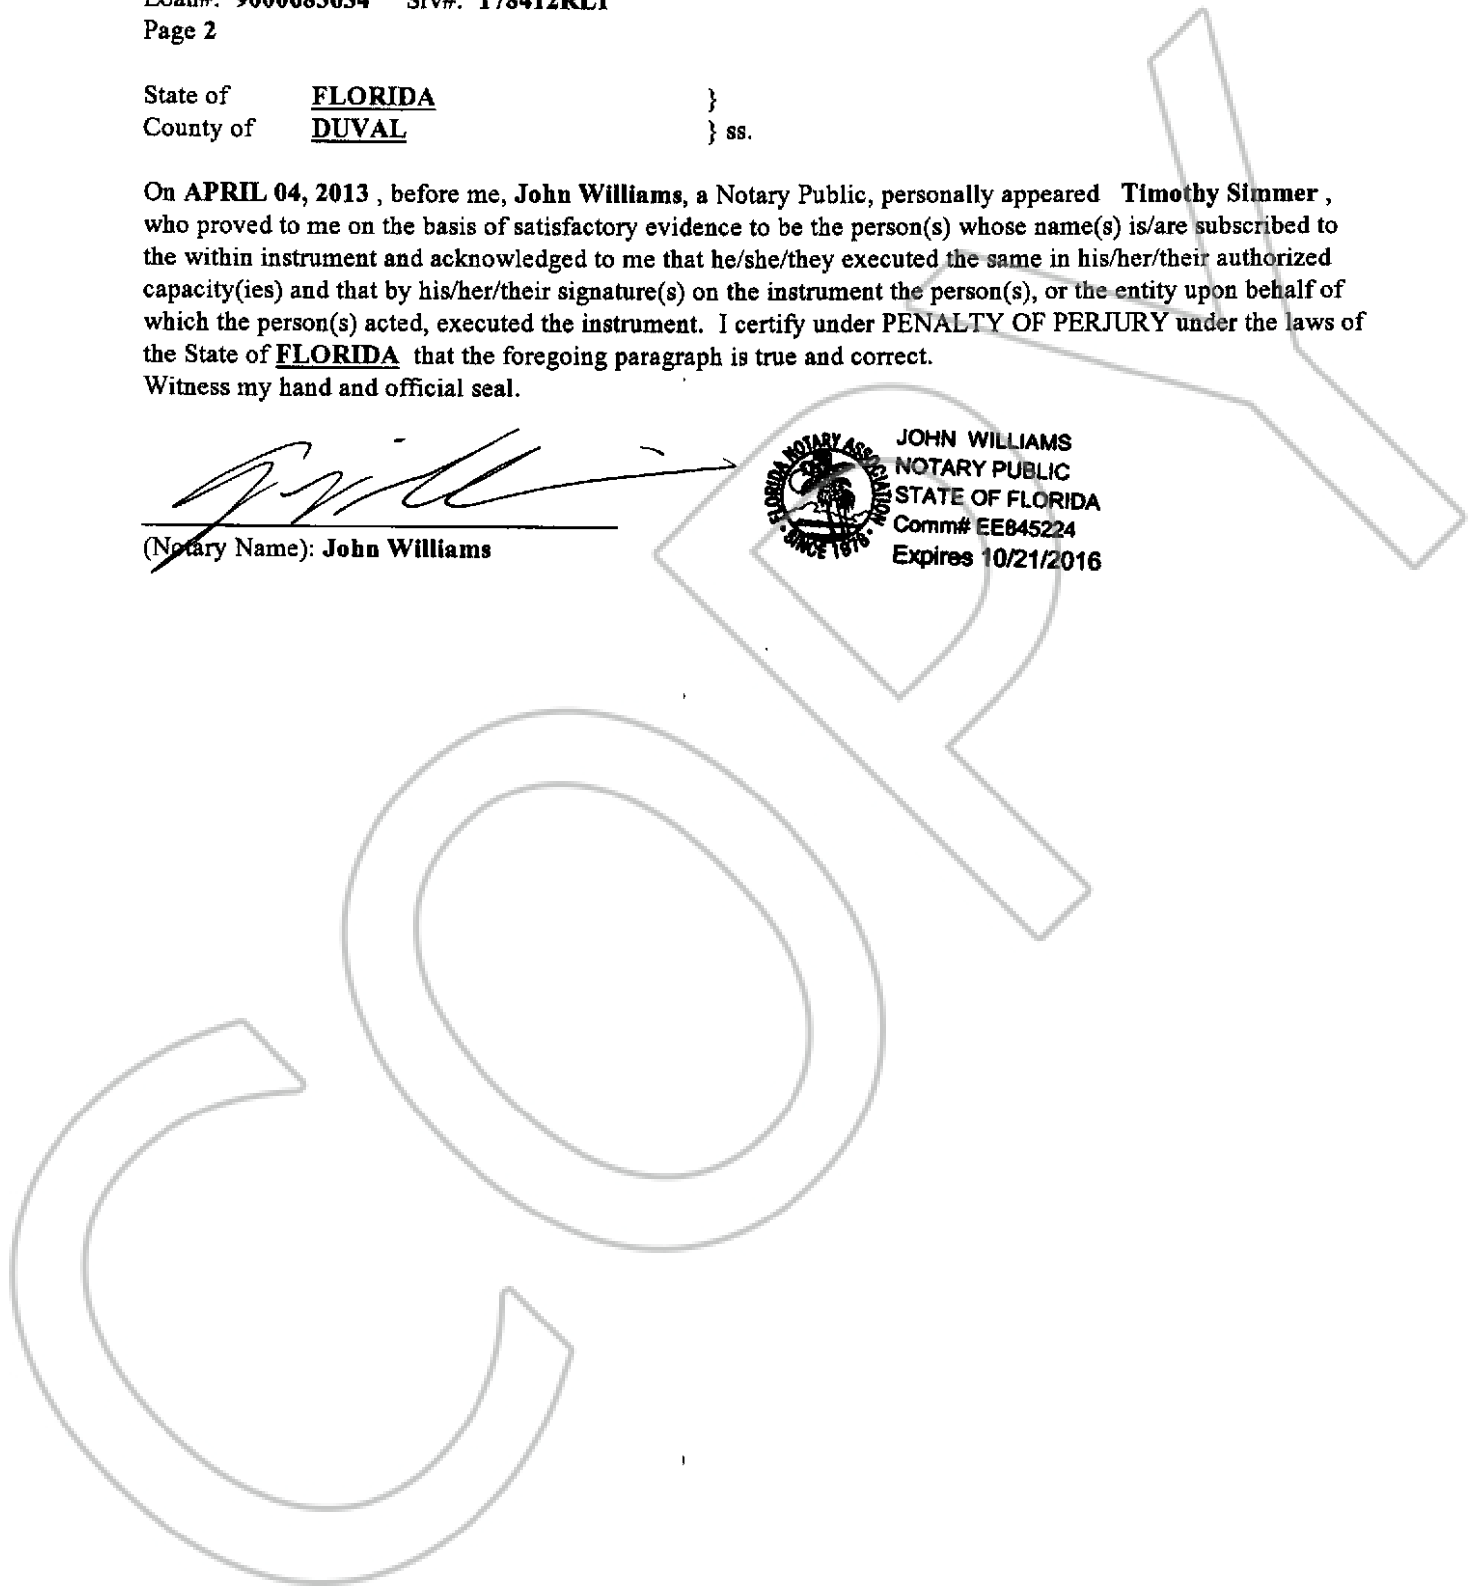 Page 2
State of FLORIDA }
County of DUVAL } ss.
On APRIL 04, 2013 , before me, John Williams, a Notary Public, personally appeared Timothy Simmer ,
who proved to me on the basis of satisfactory evidence to be the person(s) whose name(s) is/are subscribed to
the within instrument and acknowledged to me that he/she/they executed the same in his/her/their authorized
capacity(ies) and that by his/her/their signature(s) on the instrument the person(s), or the entity upon behalf of
which the person(s) acted, executed the instrument. I certify under PENALTY OF PERJURY under the laws of
the State of FLORIDA that the foregoing paragraph is true and correct.
Witness my hand and official seal.
FLORIDA NOTARY ASSOCIATION
SINCE 1978
JOHN WILLIAMS
NOTARY PUBLIC
STATE OF FLORIDA
Comm# EE845224
Expires 10/21/2016
(Notary Name): John Williams
COPY